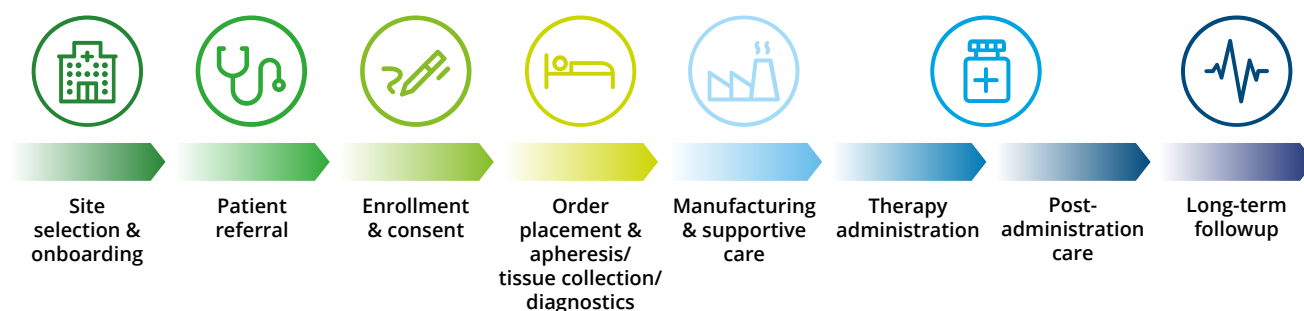 Site
selection &
onboarding
Patient
referral
Enrollment
& consent
Order
placement &
apheresis/
tissue collection/
diagnostics
Manufacturing
& supportive
care
Therapy
administration
Post-
administration
care
Long-term
followup